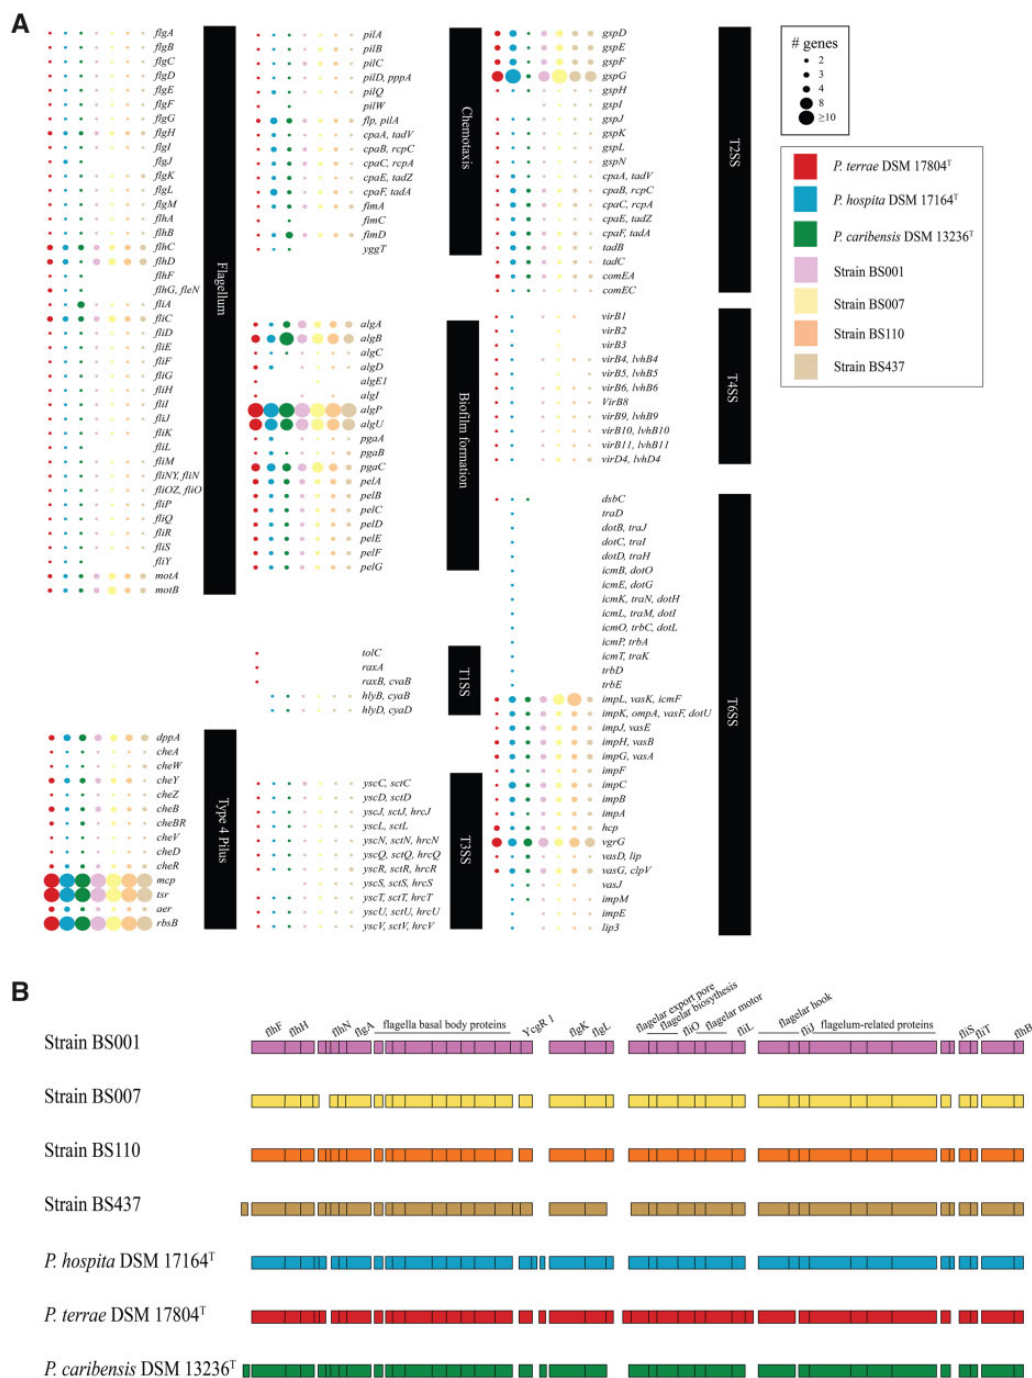 A
flgA
flgB
flgC
flgD
flgE
flgF
flgG
flgH
flgI
flgJ
flgK
flgL
flgM
flhA
flhB
flhC
flhD
flhF
flhG, fleN
fliA
fliC
fliD
fliE
fliF
fliG
fliH
fliI
fliJ
fliK
fliL
fliM
fliNY, fliN
fliOZ, fliO
fliP
fliQ
fliR
fliS
fliY
motA
motB
Flagellum
dppA
cheA
cheW
cheY
cheZ
cheB
cheBR
cheV
cheD
cheR
mcp
tsr
aer
rbsB
Type 4 Pilus
pilA
pilB
pilC
pilD, pppA
pilQ
pilW
flp, pilA
cpaA, tadV
cpaB, rcpC
cpaC, rcpA
cpaE, tadZ
cpaF, tadA
fimA
fimC
fimD
yggT
Chemotaxis
algA
algB
algC
algD
algE1
algI
algP
algU
pgaA
pgaB
pgaC
pelA
pelB
pelC
pelD
pelE
pelF
pelG
Biofilm formation
tolC
raxA
raxB, cvaB
hlyB, cyaB
hlyD, cyaD
T1SS
yscC, sctC
yscD, sctD
yscJ, sctJ, hrcJ
yscL, sctL
yscN, sctN, hrcN
yscQ, sctQ, hrcQ
yscR, sctR, hrcR
yscS, sctS, hrcS
yscT, sctT, hrcT
yscU, sctU, hrcU
yscV, sctV, hrcV
T3SS
gspD
gspE
gspF
gspG
gspH
gspI
gspJ
gspK
gspL
gspN
cpaA, tadV
cpaB, rcpC
cpaC, rcpA
cpaE, tadZ
cpaF, tadA
tadB
tadC
comEA
comEC
T2SS
virB1
virB2
virB3
virB4, lvhB4
virB5, lvhB5
virB6, lvhB6
VirB8
virB9, lvhB9
virB10, lvhB10
virB11, lvhB11
virD4, lvhD4
T4SS
dsbC
traD
dotB, traJ
dotC, traI
dotD, traH
icmB, dotO
icmE, dotG
icmK, traN, dotH
icmL, traM, dotI
icmO, trbC, dotL
icmP, trbA
icmT, traK
trbD
trbE
impL, vasK, icmF
impK, ompA, vasF, dotU
impJ, vasE
impH, vasB
impG, vasA
impF
impC
impB
impA
hcp
vgrG
vasD, lip
vasG, clpV
vasJ
impM
impE
lip3
T6SS
# genes
2
3
4
8
≥10
P. terrae DSM 17804ᵀ
P. hospita DSM 17164ᵀ
P. caribensis DSM 13236ᵀ
Strain BS001
Strain BS007
Strain BS110
Strain BS437
B
flhF flhH flhN flgA flagella basal body proteins YcgR 1 flgK flgL flagelar export pore flagelar biosythesis fliO flagelar motor fliL flagelar hook fliJ flagelum-related proteins fliS fliT flhB
Strain BS001
Strain BS007
Strain BS110
Strain BS437
P. hospita DSM 17164ᵀ
P. terrae DSM 17804ᵀ
P. caribensis DSM 13236ᵀ